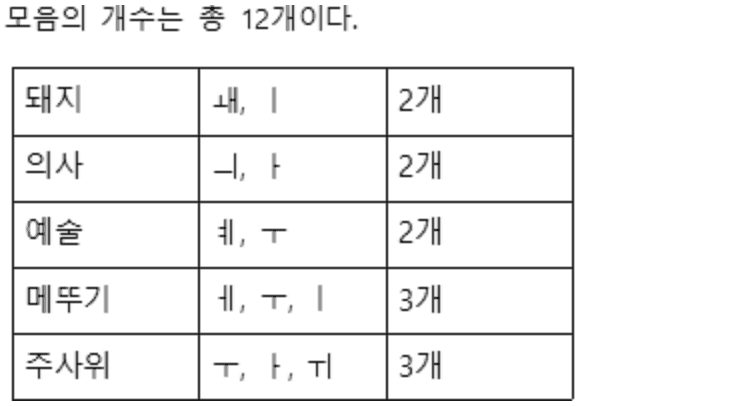 모음의 개수는 총 12개이다.
돼지 ㅙ, ㅣ 2개
의사 ㅢ, ㅏ 2개
예술 ㅖ, ㅜ 2개
메뚜기 ㅔ, ㅜ, ㅣ 3개
주사위 ㅜ, ㅏ, ㅟ 3개